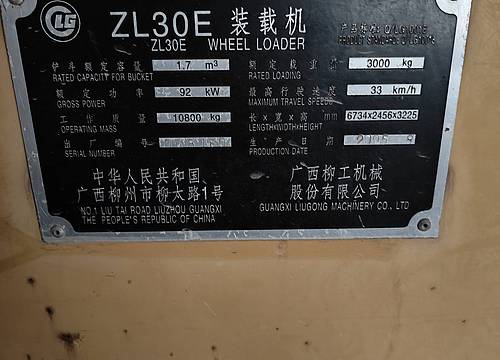 LG
ZL30E 装载机
ZL30E WHEEL LOADER
铲斗额定容量 1.7 m³ 额定载重量 3000 kg
RATED CAPACITY FOR BUCKET RATED LOADING
额定功率 92 kW 最高行驶速度 33 km/h
GROSS POWER MAXIMUM TRAVEL SPEEDS
工作质量 10800 kg 长x宽x高 mm 6734x2456x3225
OPERATING MASS LENGTHXWIDTHXHEIGHT
出厂编号 生产日期
SERIAL NUMBER PRODUCTION DATE
中华人民共和国 广西柳工机械
广西柳州市柳太路1号 股份有限公司
NO.1 LIU TAI ROAD LIUZHOU GUANGXI GUANGXI LIUGONG MACHINERY CO., LTD
THE PEOPLE'S REPUBLIC OF CHINA